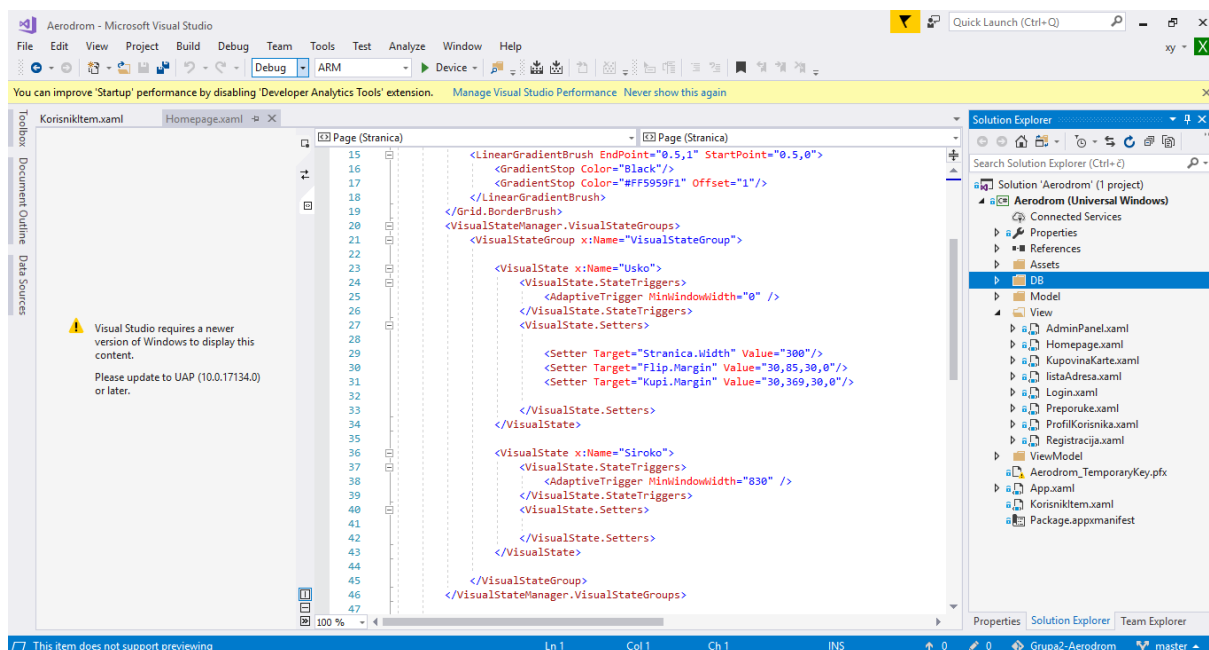 Aerodrom - Microsoft Visual Studio
Quick Launch (Ctrl+Q)
File Edit View Project Build Debug Team Tools Test Analyze Window Help
xy
X
Debug ARM Device
You can improve 'Startup' performance by disabling 'Developer Analytics Tools' extension. Manage Visual Studio Performance Never show this again
Toolbox
Document Outline
Data Sources
KorisnikItem.xaml Homepage.xaml
Visual Studio requires a newer
version of Windows to display this
content.
Please update to UAP (10.0.17134.0)
or later.
Page (Stranica) Page (Stranica)
15 <LinearGradientBrush EndPoint="0.5,1" StartPoint="0.5,0">
16 <GradientStop Color="Black"/>
17 <GradientStop Color="#FF5959F1" Offset="1"/>
18 </LinearGradientBrush>
19 </Grid.BorderBrush>
20 <VisualStateManager.VisualStateGroups>
21 <VisualStateGroup x:Name="VisualStateGroup">
22
23 <VisualState x:Name="Usko">
24 <VisualState.StateTriggers>
25 <AdaptiveTrigger MinWindowWidth="0" />
26 </VisualState.StateTriggers>
27 <VisualState.Setters>
28
29 <Setter Target="Stranica.Width" Value="300"/>
30 <Setter Target="Flip.Margin" Value="30,85,30,0"/>
31 <Setter Target="Kupi.Margin" Value="30,369,30,0"/>
32
33 </VisualState.Setters>
34 </VisualState>
35
36 <VisualState x:Name="Siroko">
37 <VisualState.StateTriggers>
38 <AdaptiveTrigger MinWindowWidth="830" />
39 </VisualState.StateTriggers>
40 <VisualState.Setters>
41
42 </VisualState.Setters>
43 </VisualState>
44
45 </VisualStateGroup>
46 </VisualStateManager.VisualStateGroups>
47
100 %
Solution Explorer
Search Solution Explorer (Ctrl+č)
Solution 'Aerodrom' (1 project)
Aerodrom (Universal Windows)
Connected Services
Properties
References
Assets
DB
Model
View
AdminPanel.xaml
Homepage.xaml
KupovinaKarte.xaml
listaAdresa.xaml
Login.xaml
Preporuke.xaml
ProfilKorisnika.xaml
Registracija.xaml
ViewModel
Aerodrom_TemporaryKey.pfx
App.xaml
KorisnikItem.xaml
Package.appxmanifest
Properties Solution Explorer Team Explorer
This item does not support previewing Ln 1 Col 1 Ch 1 INS 0 0 Grupa2-Aerodrom master